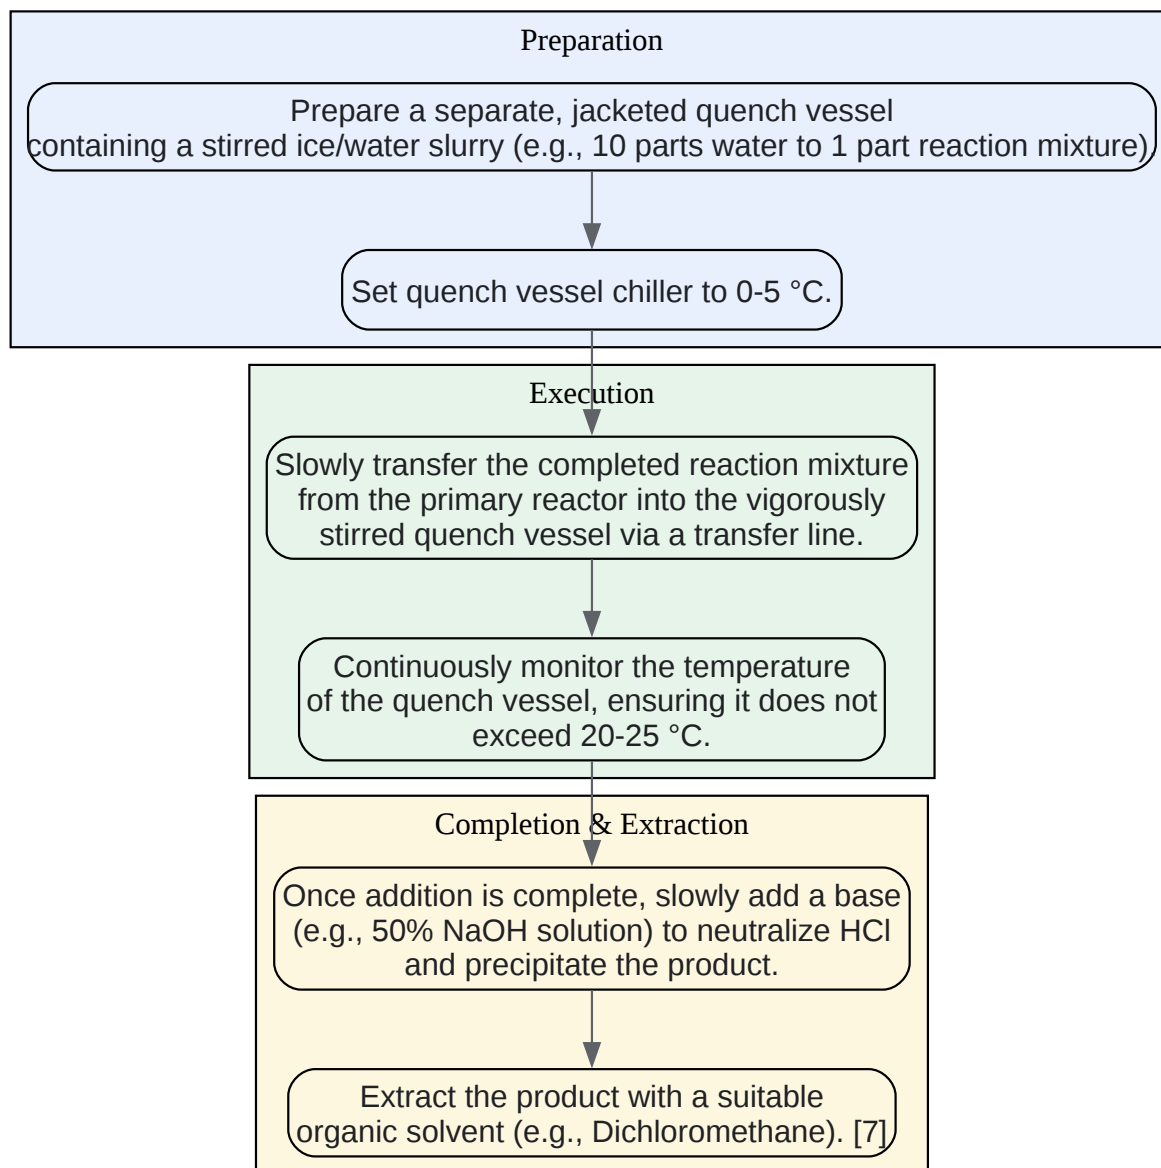 Preparation
Prepare a separate, jacketed quench vessel
containing a stirred ice/water slurry (e.g., 10 parts water to 1 part reaction mixture).
Set quench vessel chiller to 0-5 °C.
Execution
Slowly transfer the completed reaction mixture
from the primary reactor into the vigorously
stirred quench vessel via a transfer line.
Continuously monitor the temperature
of the quench vessel, ensuring it does not
exceed 20-25 °C.
Completion & Extraction
Once addition is complete, slowly add a base
(e.g., 50% NaOH solution) to neutralize HCl
and precipitate the product.
Extract the product with a suitable
organic solvent (e.g., Dichloromethane). [7]